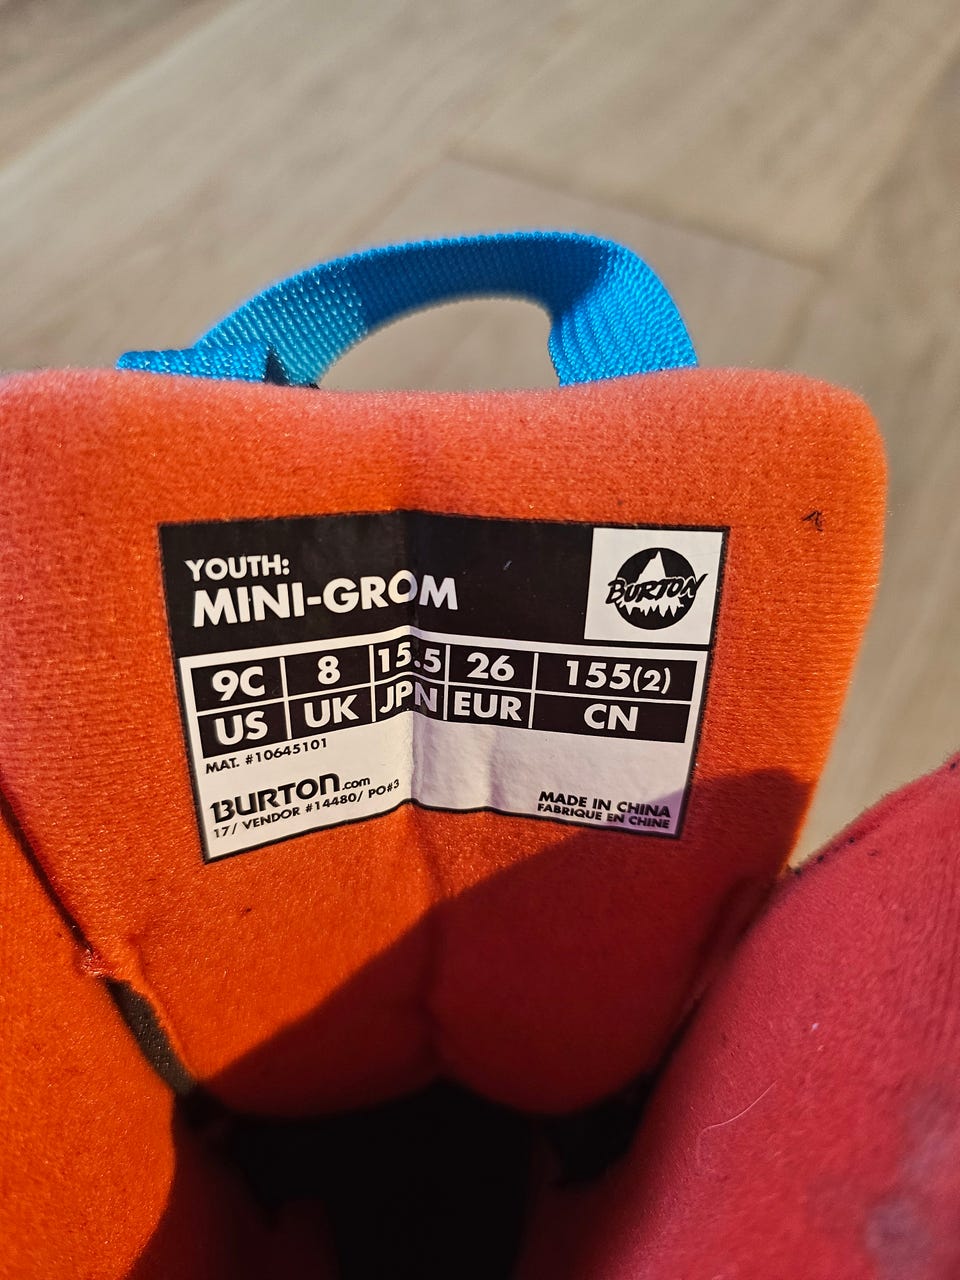 YOUTH:
MINI-GROM
BURTON
9C 8 15.5 26 155(2)
US UK JPN EUR CN
MAT. #10645101
BURTON.com
17/ VENDOR #14480/ PO#3
MADE IN CHINA
FABRIQUE EN CHINE